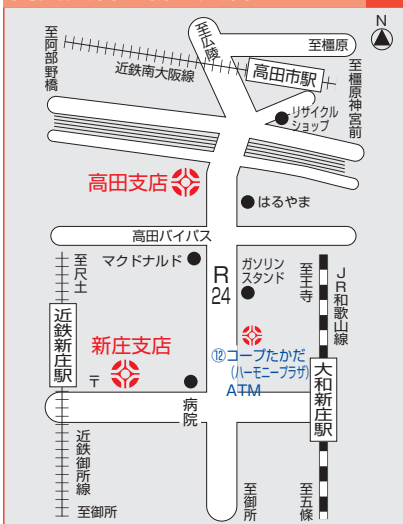 N
至阿部野橋
近鉄南大阪線
至広陵
至橿原
高田市駅
至橿原神宮前
リサイクル
ショップ
高田支店
はるやま
高田バイパス
至尺土
マクドナルド
R
24
ガソリン
スタンド
至王寺
JR和歌山線
近鉄新庄駅
新庄支店
〒
⑫コープたかだ
(ハーモニープラザ)
ATM
大和新庄駅
病院
近鉄御所線
至御所
至御所
至五條